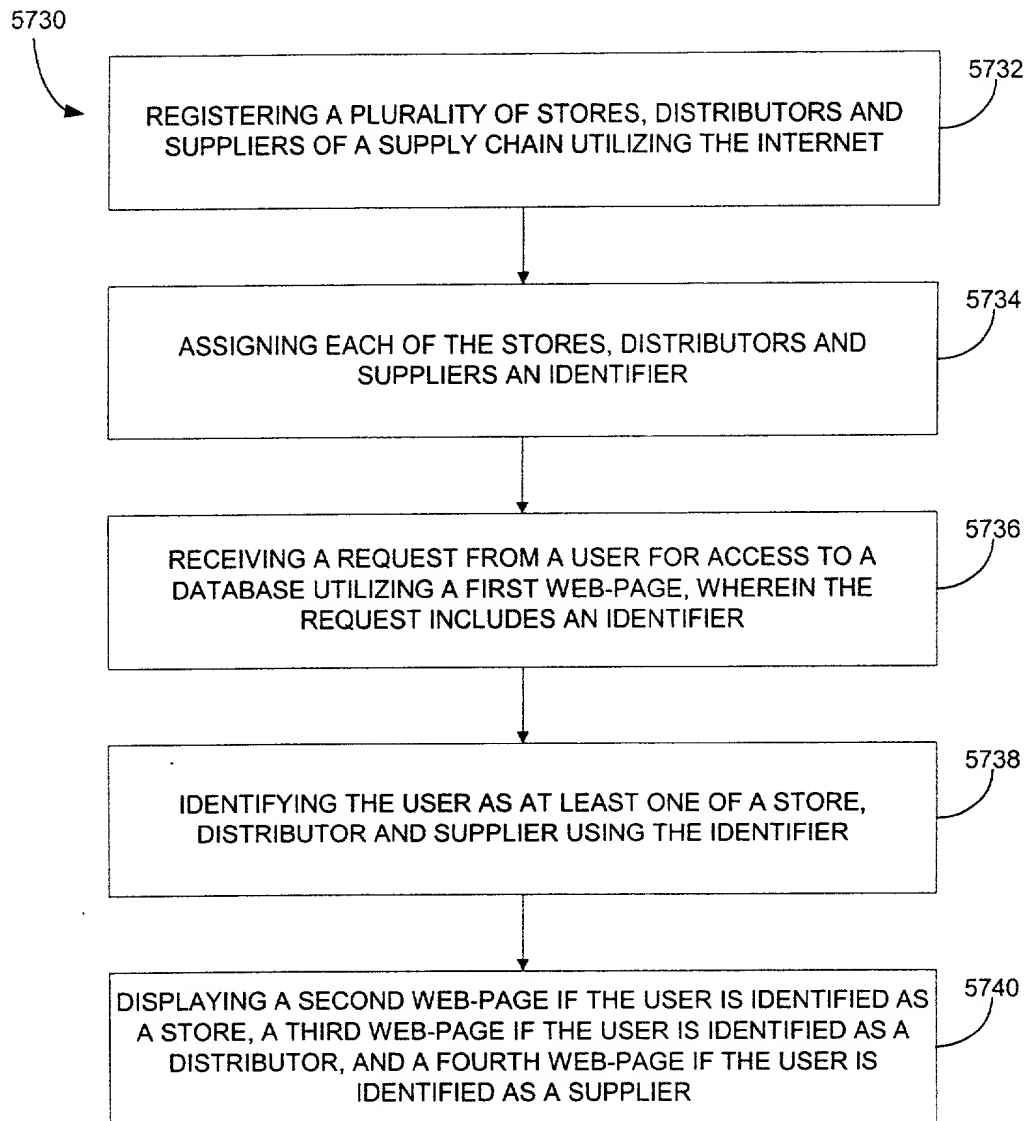 5730
5732
REGISTERING A PLURALITY OF STORES, DISTRIBUTORS AND
SUPPLIERS OF A SUPPLY CHAIN UTILIZING THE INTERNET
5734
ASSIGNING EACH OF THE STORES, DISTRIBUTORS AND
SUPPLIERS AN IDENTIFIER
5736
RECEIVING A REQUEST FROM A USER FOR ACCESS TO A
DATABASE UTILIZING A FIRST WEB-PAGE, WHEREIN THE
REQUEST INCLUDES AN IDENTIFIER
5738
IDENTIFYING THE USER AS AT LEAST ONE OF A STORE,
DISTRIBUTOR AND SUPPLIER USING THE IDENTIFIER
5740
DISPLAYING A SECOND WEB-PAGE IF THE USER IS IDENTIFIED AS
A STORE, A THIRD WEB-PAGE IF THE USER IS IDENTIFIED AS A
DISTRIBUTOR, AND A FOURTH WEB-PAGE IF THE USER IS
IDENTIFIED AS A SUPPLIER